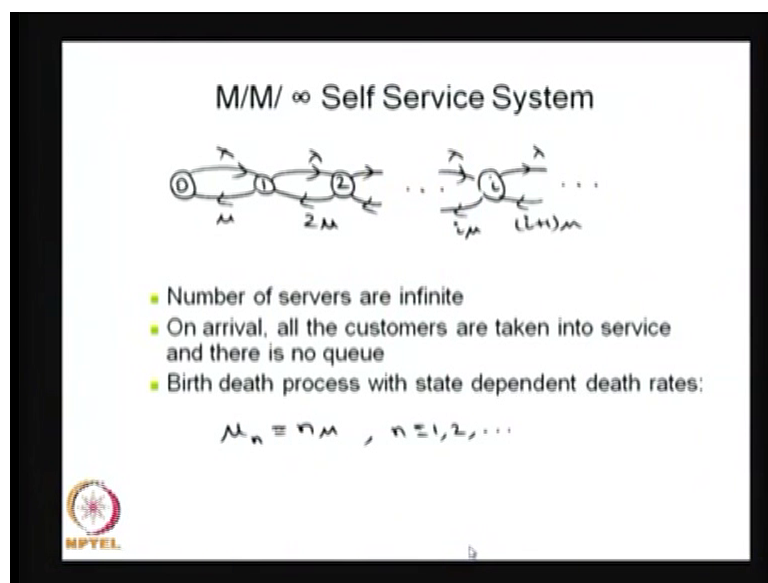 M/M/ ∞ Self Service System
λ λ λ λ
0 1 2 ... i ...
μ 2μ iμ (i+1)μ
Number of servers are infinite
On arrival, all the customers are taken into service
and there is no queue
Birth death process with state dependent death rates:
μn = nμ , n=1,2,...
NPTEL